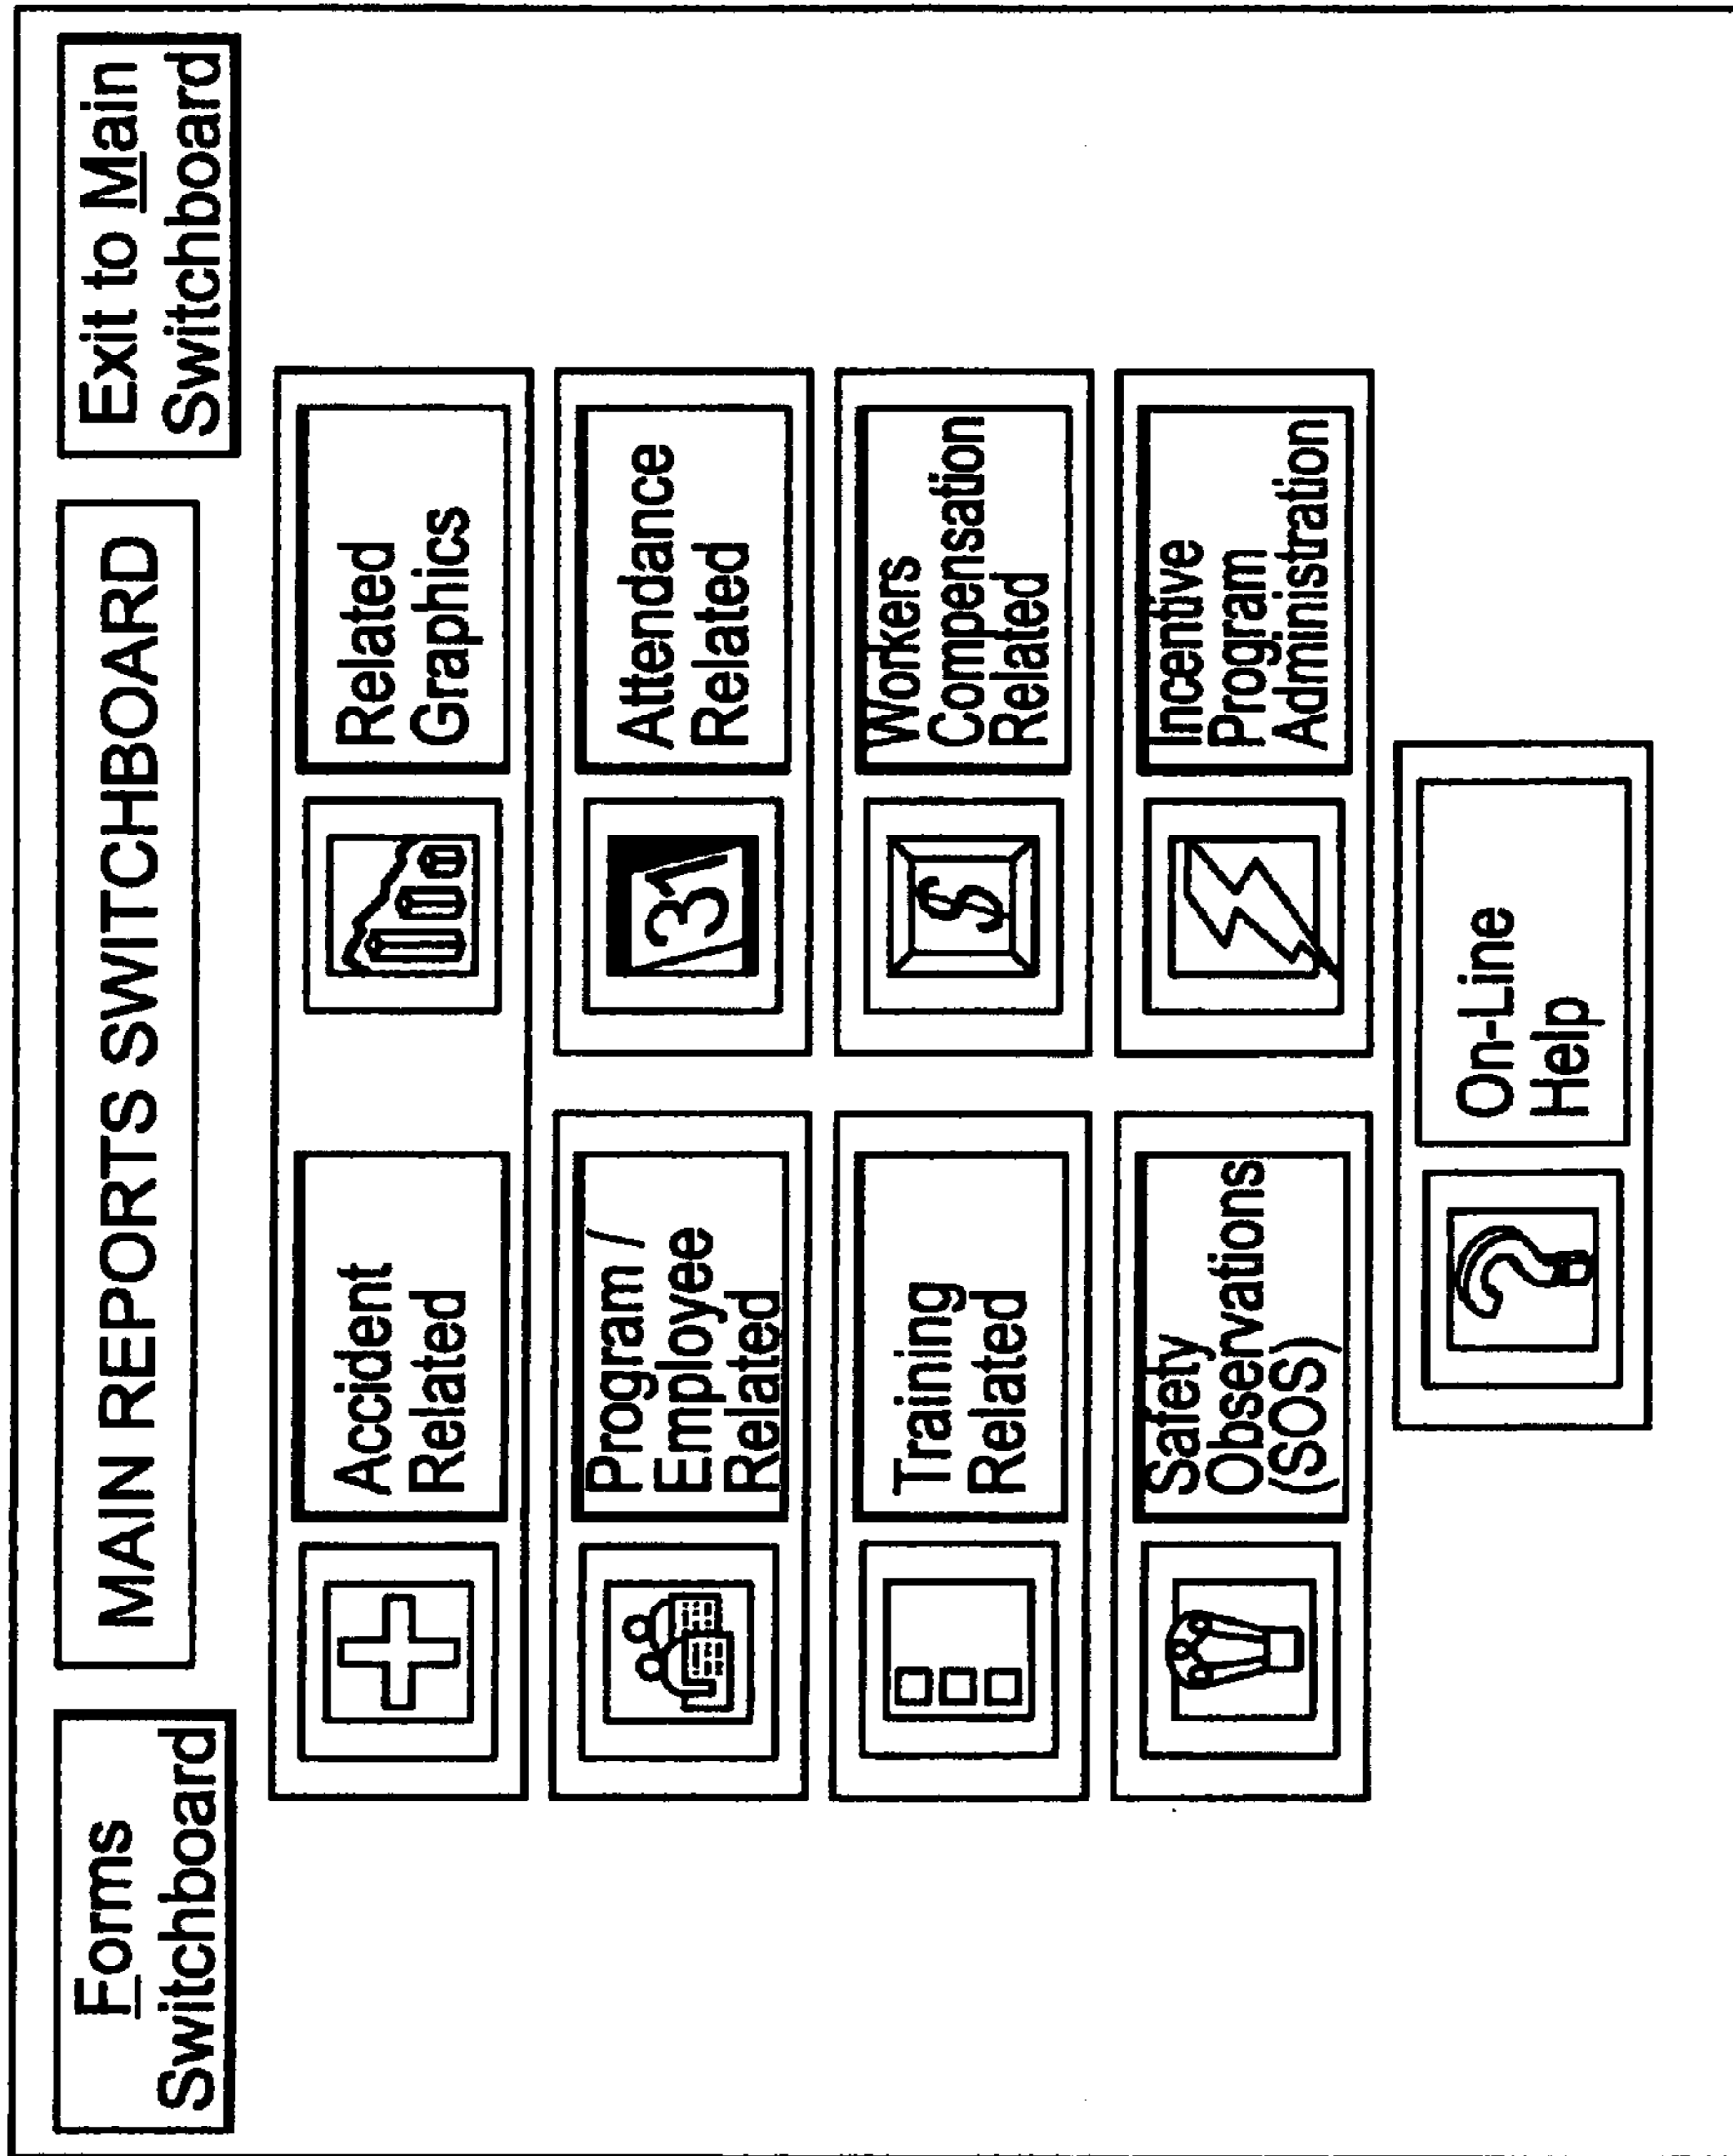 Forms
Switchboard
MAIN REPORTS SWITCHBOARD
Exit to Main
Switchboard
Accident
Related
Related
Graphics
Program /
Employee
Related
31
Attendance
Related
Training
Related
$
Workers
Compensation
Related
Safety
Observations
(SOS)
Incentive
Program
Administration
?
On-Line
Help